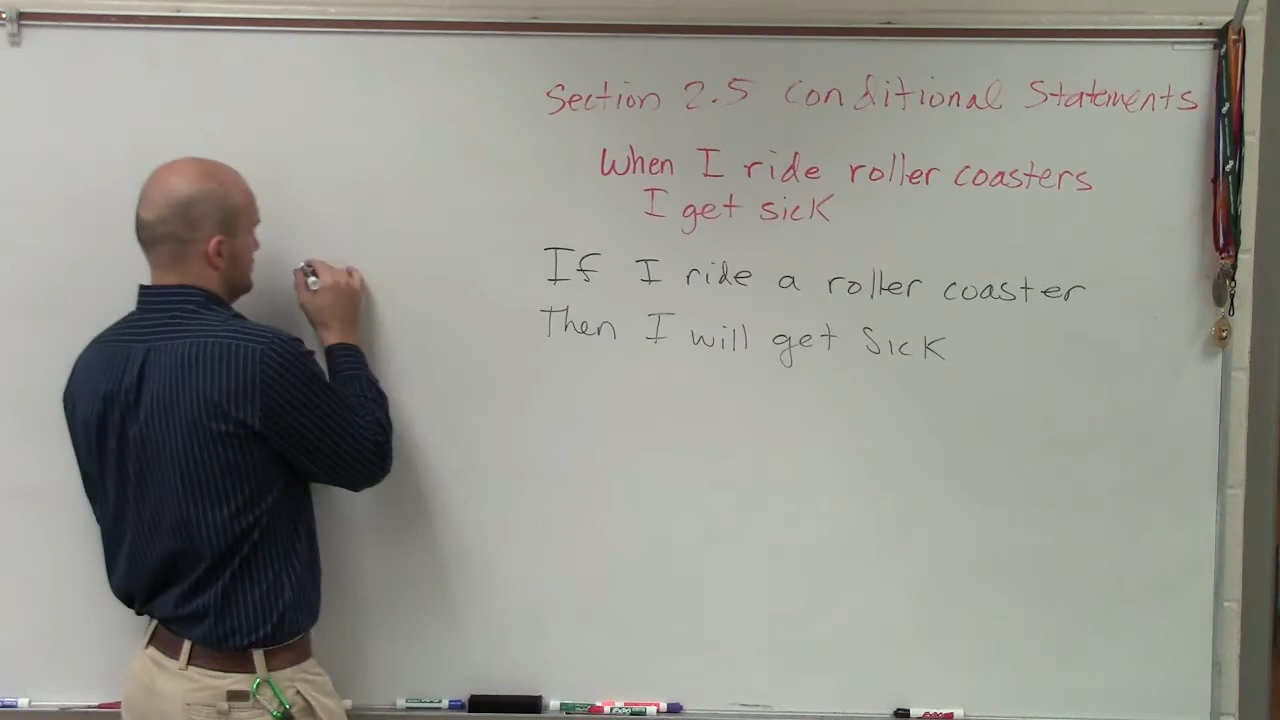 Section 2.5 Conditional Statements
When I ride roller coasters
I get sick
If I ride a roller coaster
Then I will get sick